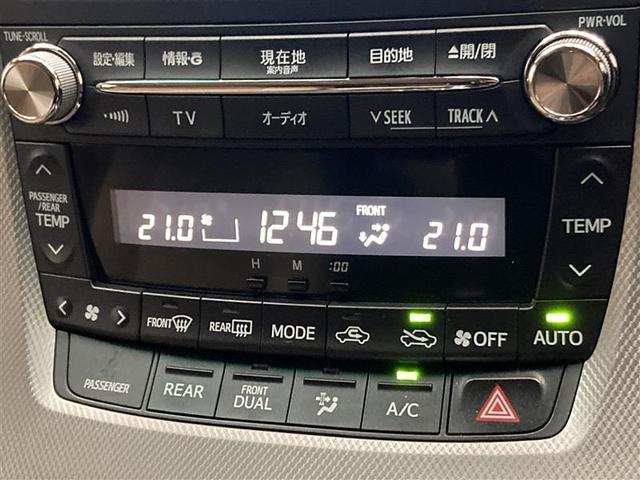 TUNE·SCROLL
PWR·VOL
設定·編集
情報·G
現在地
案内音声
目的地
▲開/閉
TV
オーディオ
∨ SEEK
TRACK ∧
PASSENGER
/REAR
TEMP
21.0
12:46
FRONT
21.0
TEMP
H
M
:00
FRONT
REAR
MODE
OFF
AUTO
PASSENGER
REAR
FRONT
DUAL
A/C